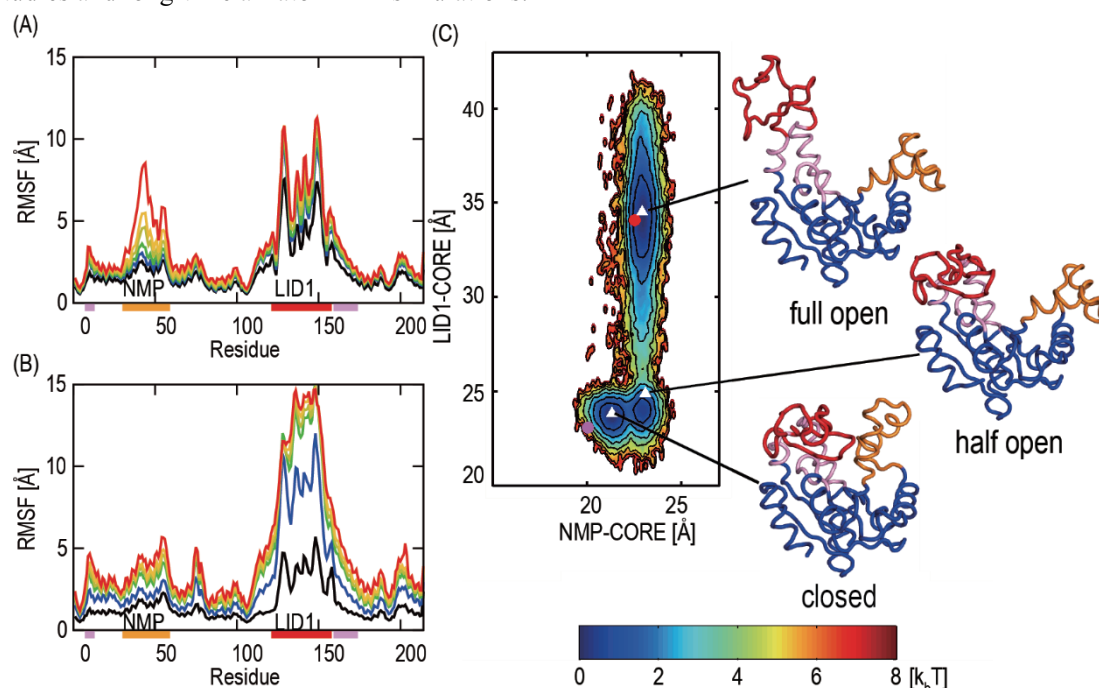 (A)
15
10
5
0
RMSF [Å]
NMP
LID1
0 50 100 150 200
Residue
(B)
15
10
5
0
RMSF [Å]
NMP
LID1
0 50 100 150 200
Residue
(C)
40
35
30
25
20
LID1-CORE [Å]
20 25
NMP-CORE [Å]
full open
half open
closed
0 2 4 6 8 [k_bT]